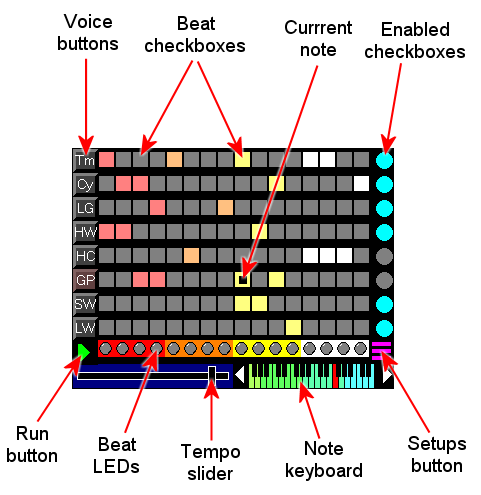 Voice
buttons
Beat
checkboxes
Currrent
note
Enabled
checkboxes
Tm
Cy
LG
HW
HC
GP
SW
LW
Run
button
Beat
LEDs
Tempo
slider
Note
keyboard
Setups
button